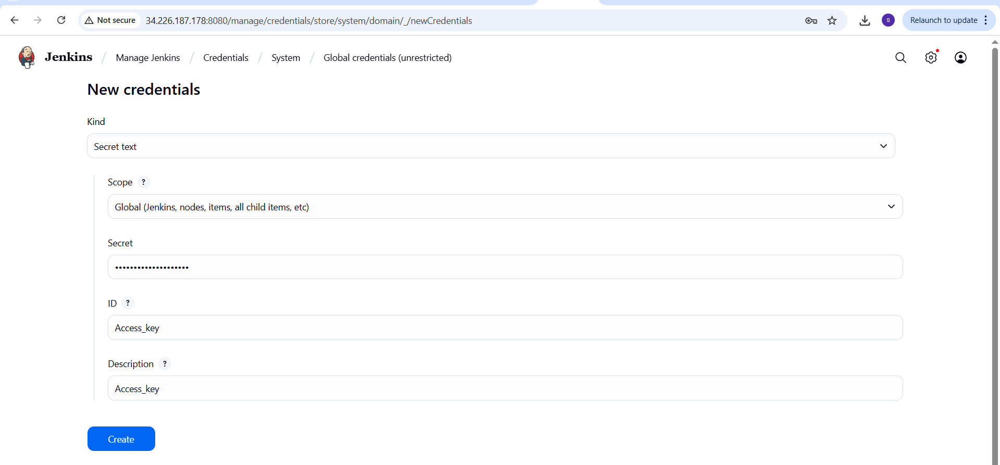 Not secure 34.226.187.178:8080/manage/credentials/store/system/domain/_/newCredentials S Relaunch to update
Jenkins / Manage Jenkins / Credentials / System / Global credentials (unrestricted)
New credentials
Kind
Secret text
Scope ?
Global (Jenkins, nodes, items, all child items, etc)
Secret
••••••••••••••••••••
ID ?
Access_key
Description ?
Access_key
Create